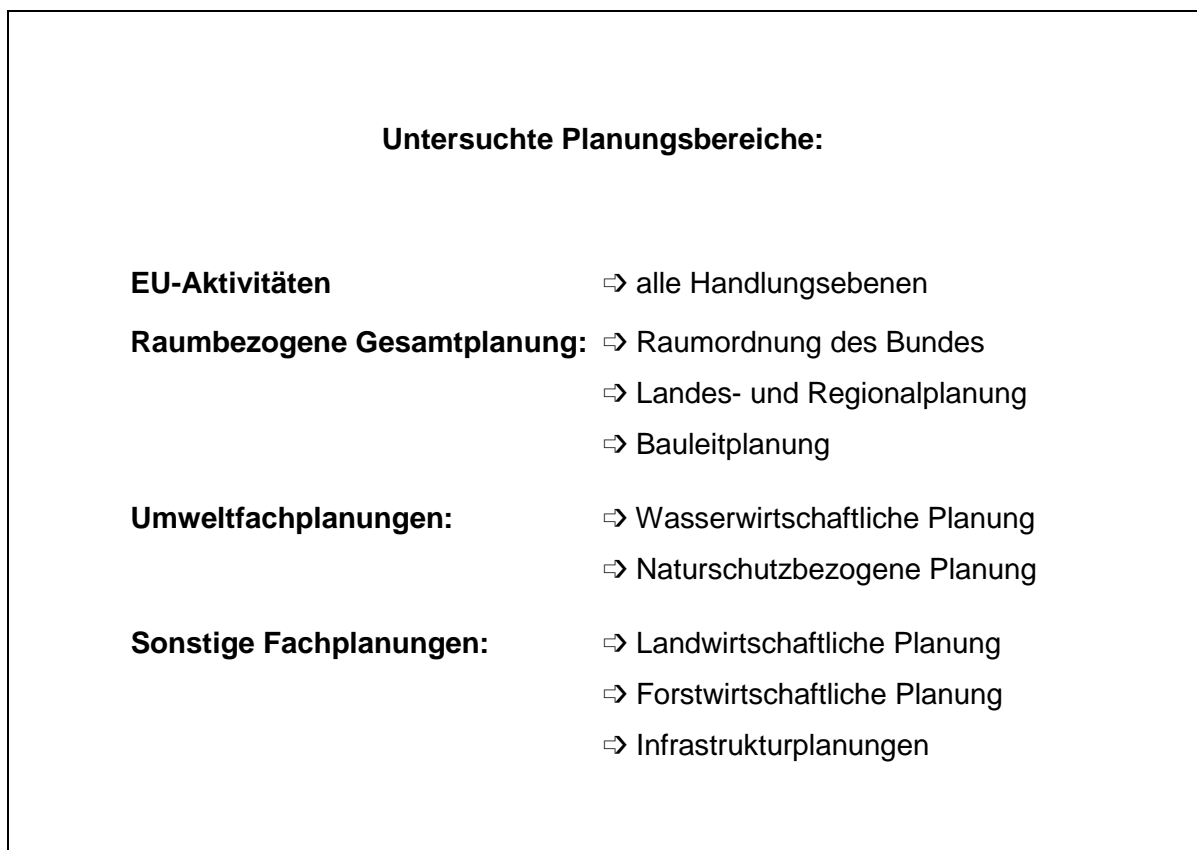 Untersuchte Planungsbereiche:
EU-Aktivitäten ➩ alle Handlungsebenen
Raumbezogene Gesamtplanung: ➩ Raumordnung des Bundes
➩ Landes- und Regionalplanung
➩ Bauleitplanung
Umweltfachplanungen: ➩ Wasserwirtschaftliche Planung
➩ Naturschutzbezogene Planung
Sonstige Fachplanungen: ➩ Landwirtschaftliche Planung
➩ Forstwirtschaftliche Planung
➩ Infrastrukturplanungen